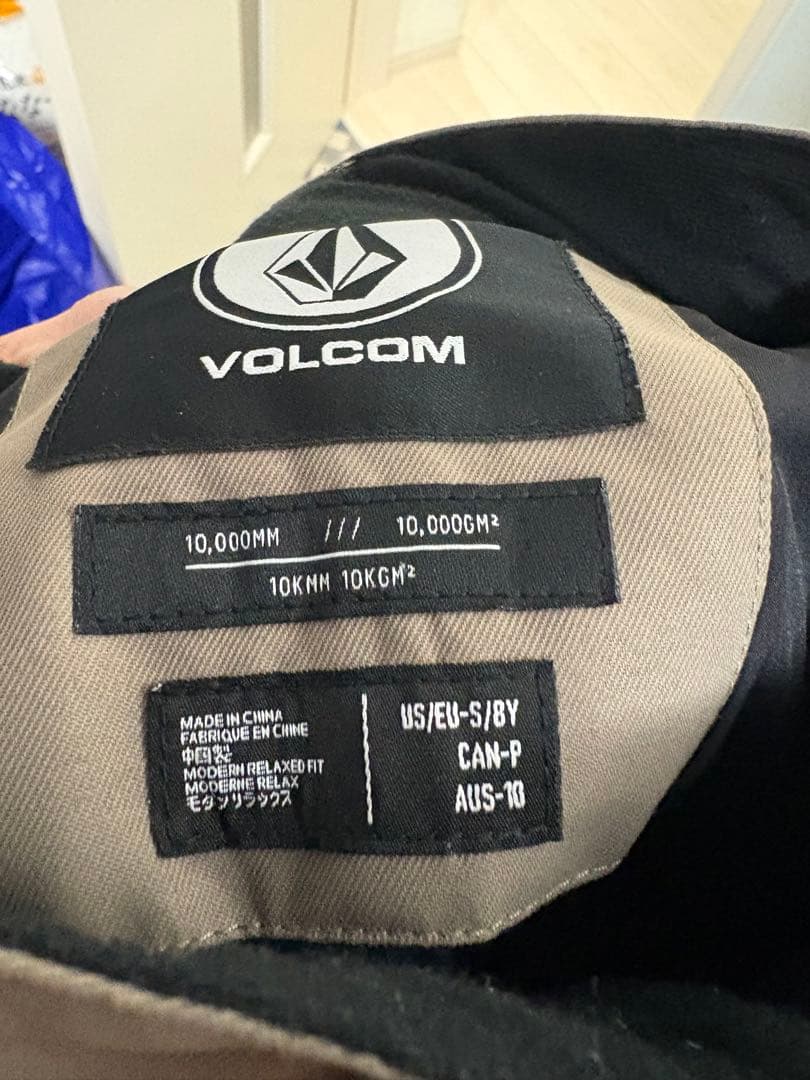 VOLCOM
10,000MM /// 10,000GM²
10KMM 10KGM²
MADE IN CHINA
FABRIQUE EN CHINE
中国製
MODERN RELAXED FIT
MODERNE RELAX
モダンリラックス
US/EU-S/8Y
CAN-P
AUS-10